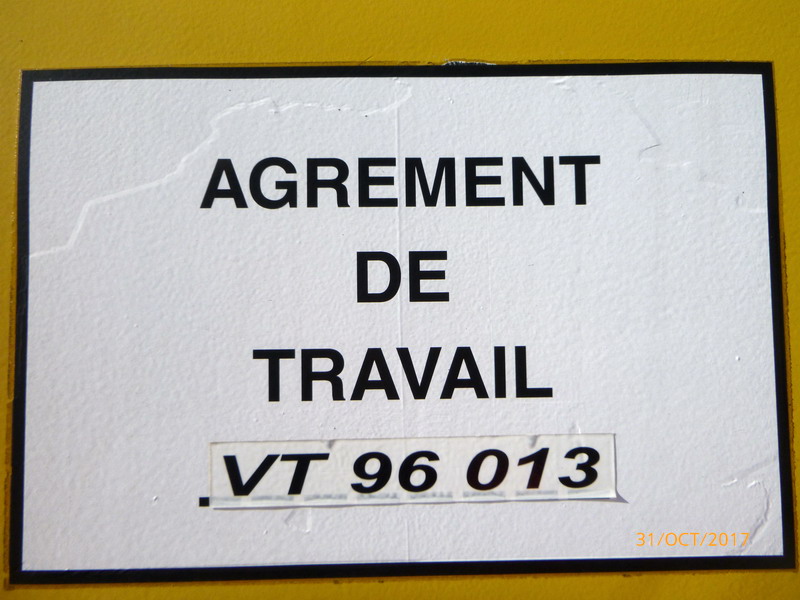 AGREMENT
DE
TRAVAIL
VT 96 013
31/OCT/2017